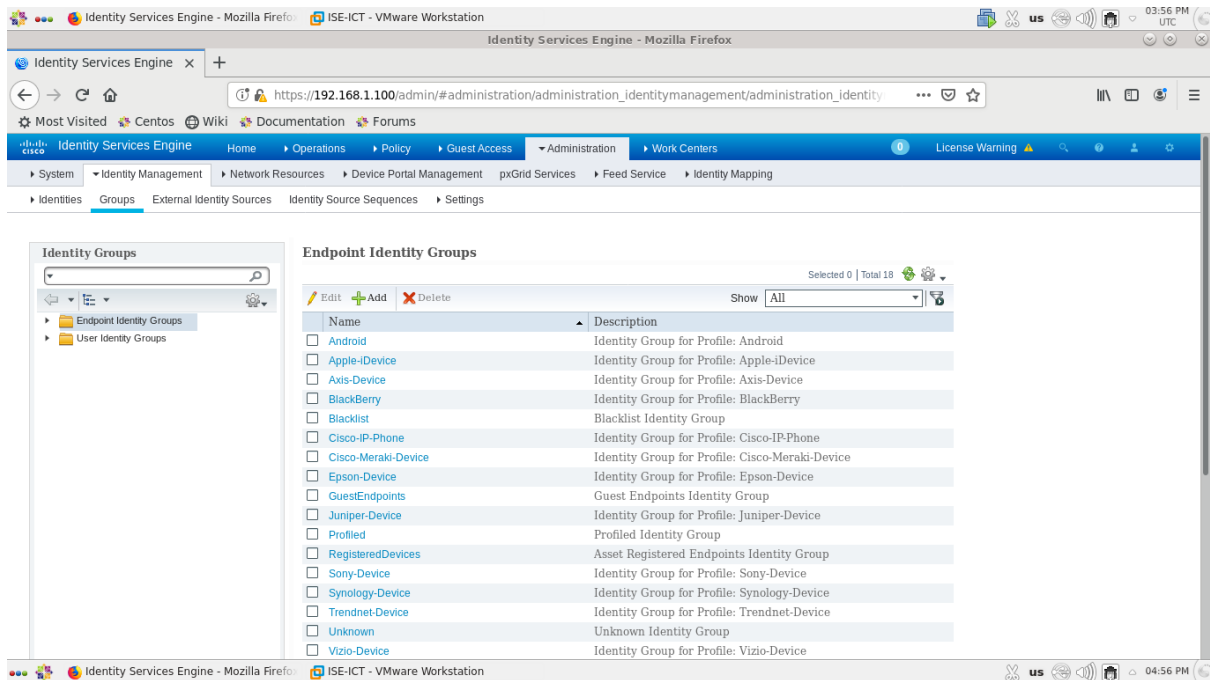 Identity Services Engine - Mozilla Firefo ISE-ICT - VMware Workstation us 03:56 PM UTC
Identity Services Engine - Mozilla Firefox
Identity Services Engine × +
https://192.168.1.100/admin/#administration/administration_identitymanagement/administration_identity
Most Visited Centos Wiki Documentation Forums
cisco Identity Services Engine Home Operations Policy Guest Access Administration Work Centers 0 License Warning
System Identity Management Network Resources Device Portal Management pxGrid Services Feed Service Identity Mapping
Identities Groups External Identity Sources Identity Source Sequences Settings
Identity Groups
Endpoint Identity Groups
User Identity Groups
Endpoint Identity Groups
Selected 0 | Total 18
Edit Add Delete Show All
Name Description
Android Identity Group for Profile: Android
Apple-iDevice Identity Group for Profile: Apple-iDevice
Axis-Device Identity Group for Profile: Axis-Device
BlackBerry Identity Group for Profile: BlackBerry
Blacklist Blacklist Identity Group
Cisco-IP-Phone Identity Group for Profile: Cisco-IP-Phone
Cisco-Meraki-Device Identity Group for Profile: Cisco-Meraki-Device
Epson-Device Identity Group for Profile: Epson-Device
GuestEndpoints Guest Endpoints Identity Group
Juniper-Device Identity Group for Profile: Juniper-Device
Profiled Profiled Identity Group
RegisteredDevices Asset Registered Endpoints Identity Group
Sony-Device Identity Group for Profile: Sony-Device
Synology-Device Identity Group for Profile: Synology-Device
Trendnet-Device Identity Group for Profile: Trendnet-Device
Unknown Unknown Identity Group
Vizio-Device Identity Group for Profile: Vizio-Device
Identity Services Engine - Mozilla Firefo ISE-ICT - VMware Workstation us 04:56 PM